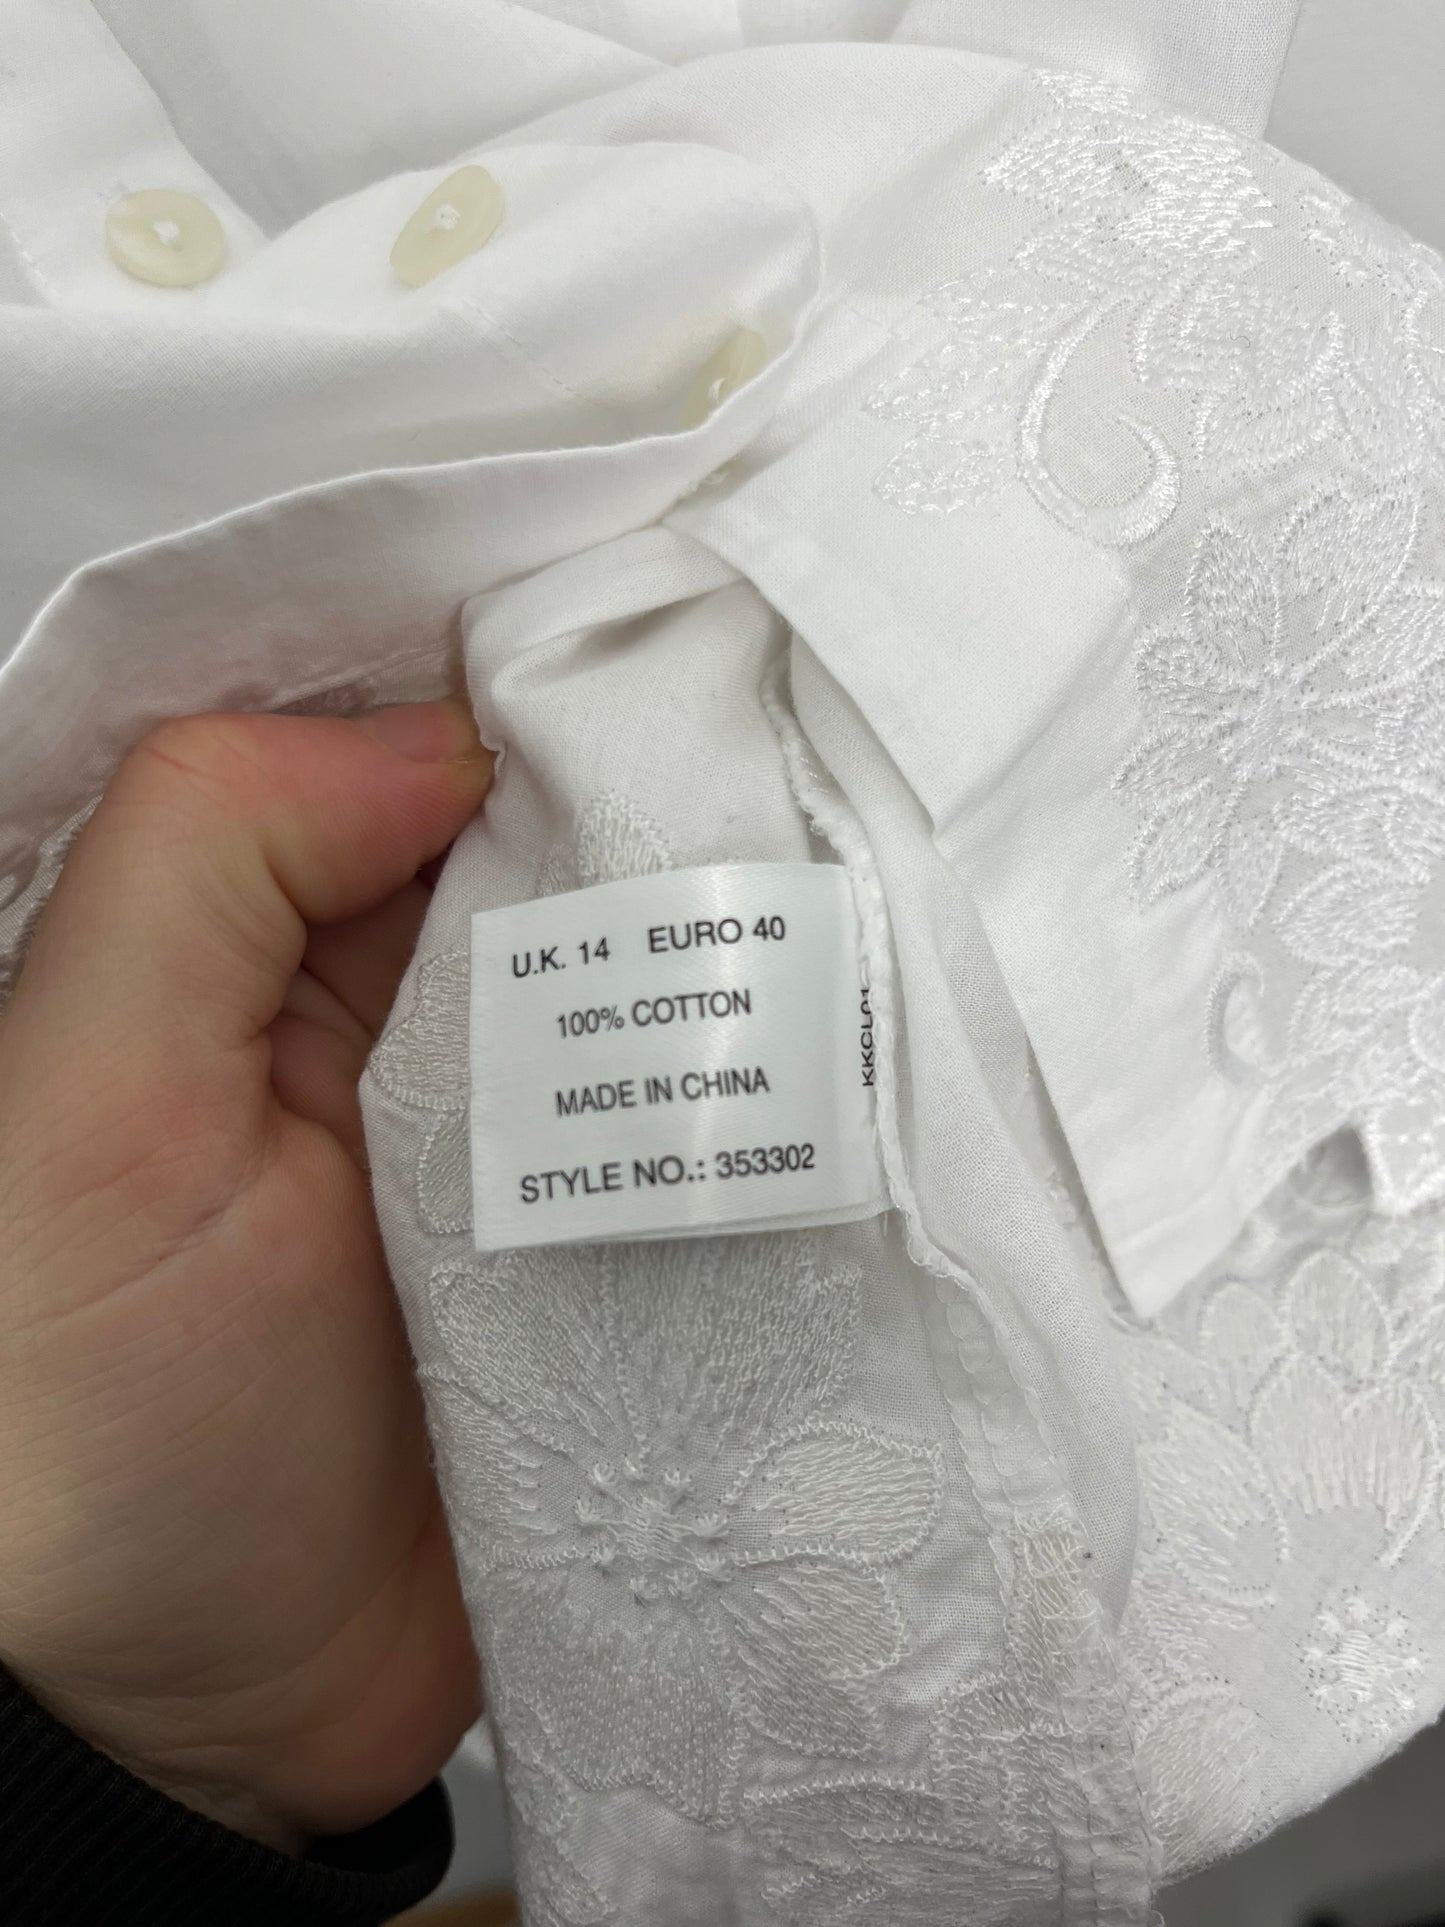 U.K. 14 EURO 40
100% COTTON
MADE IN CHINA
STYLE NO.: 353302